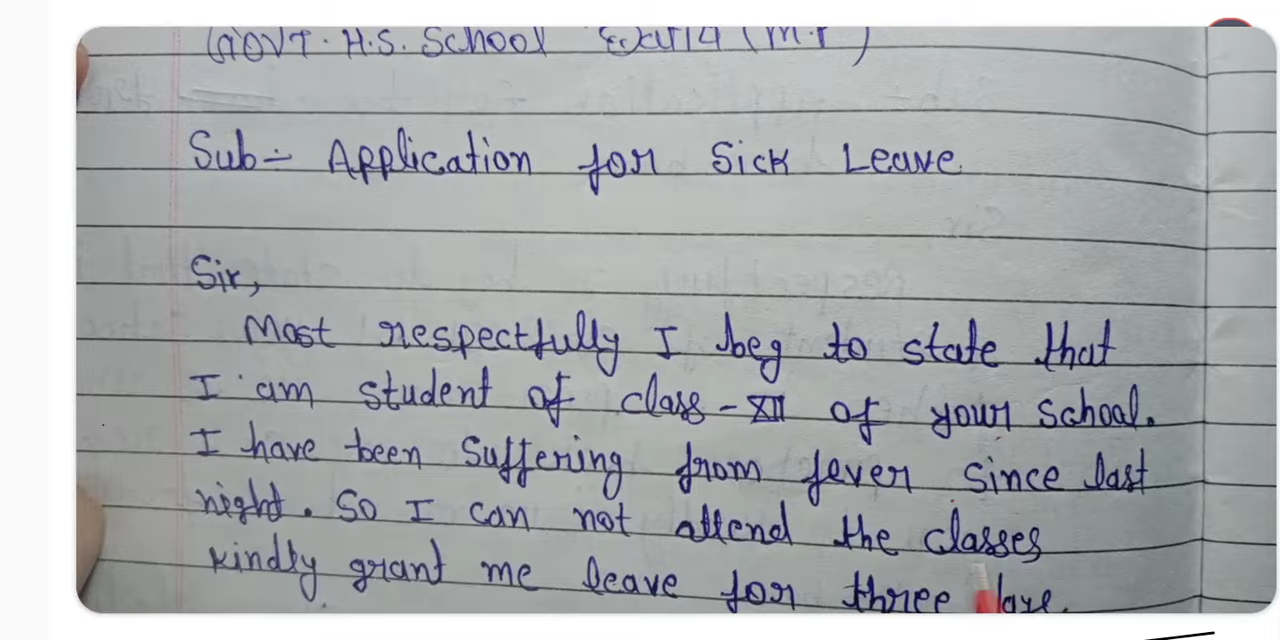 Govt. H.S. School (M.P)
Sub:- Application for Sick Leave.
Sir,
Most respectfully I beg to state that
I am student of class-XII of your school.
I have been suffering from fever since last
night. So I can not attend the classes
kindly grant me leave for three